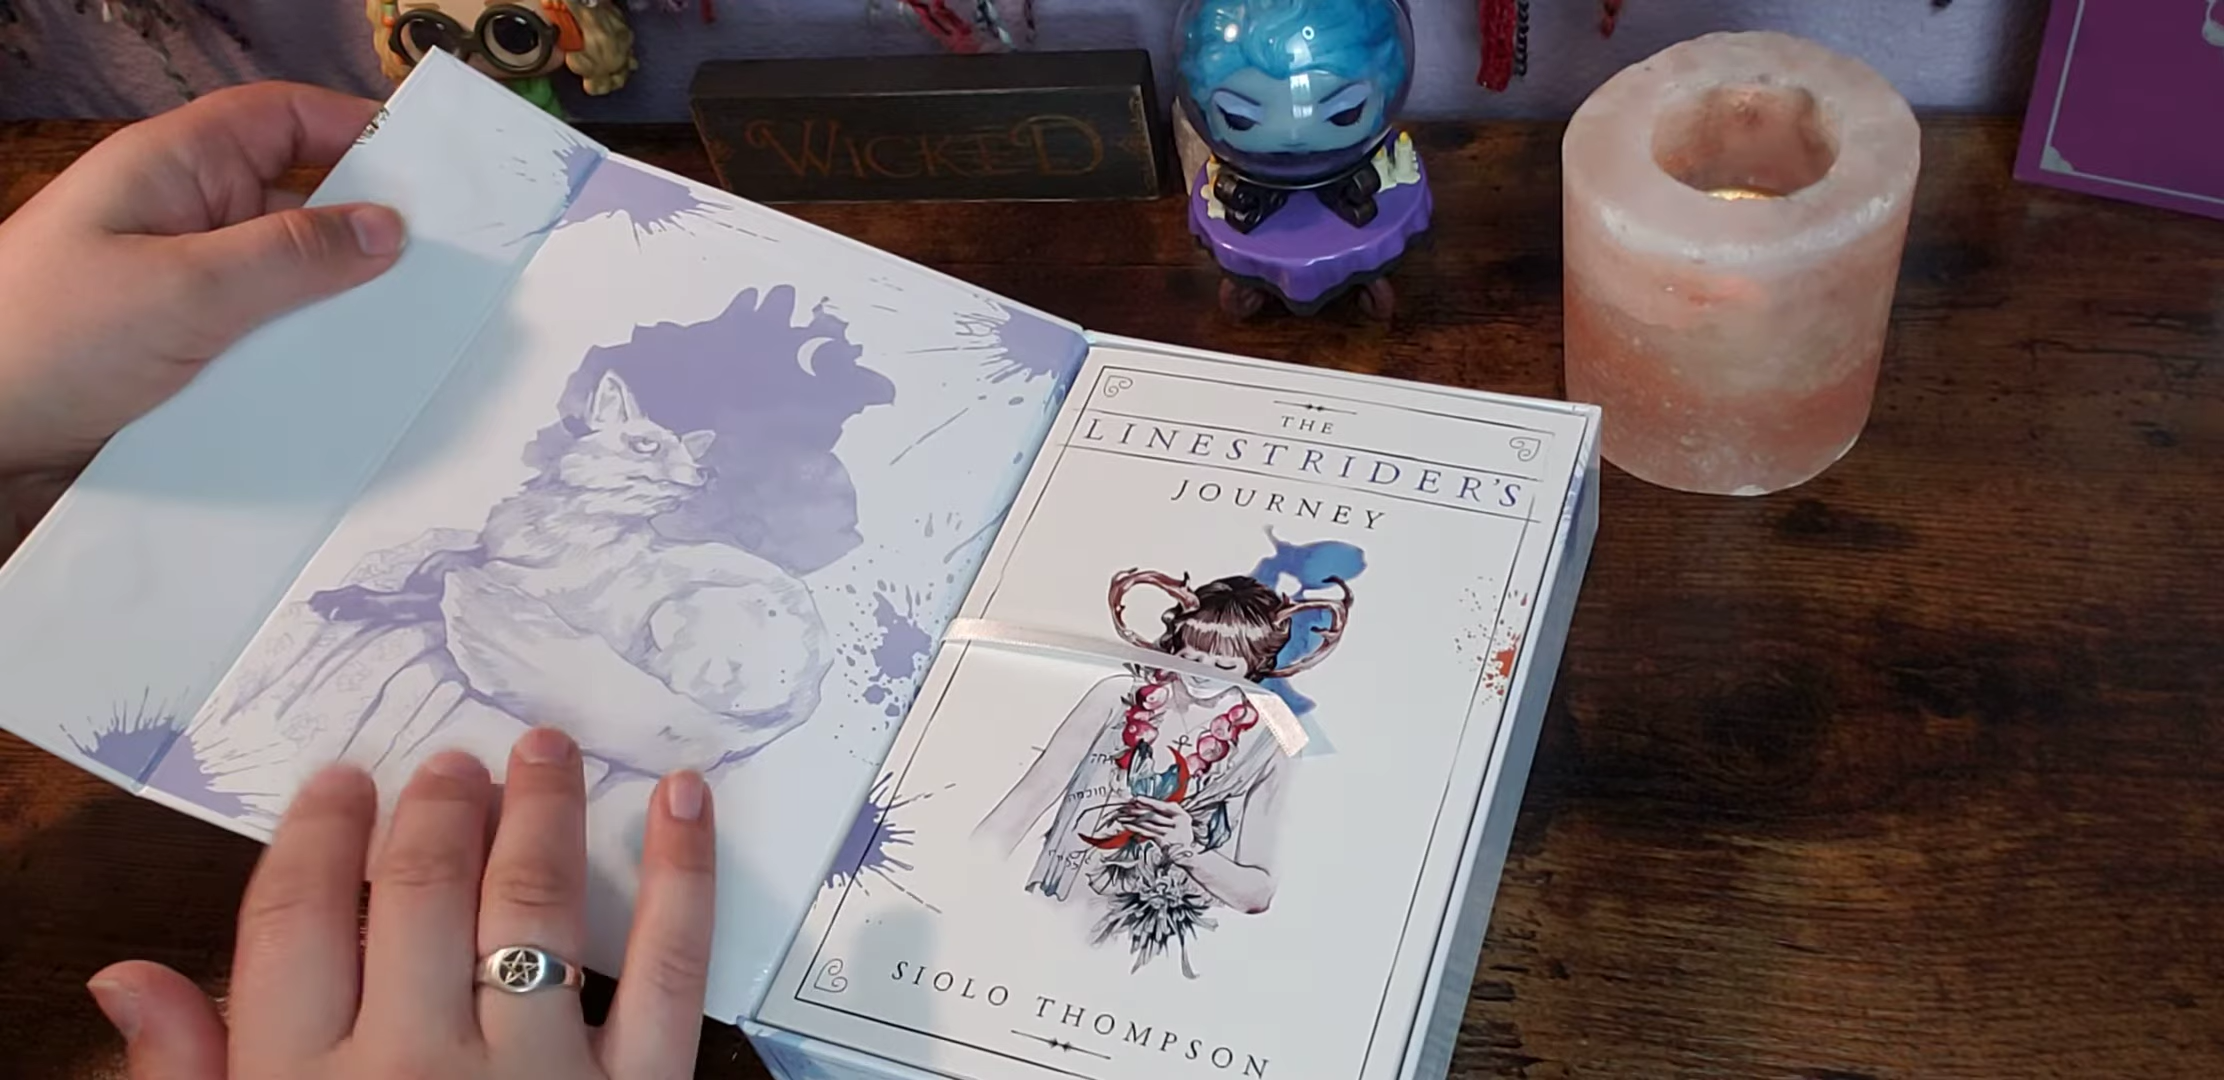 WICKED
THE
LINESTRIDER'S
JOURNEY
SIOLO THOMPSON